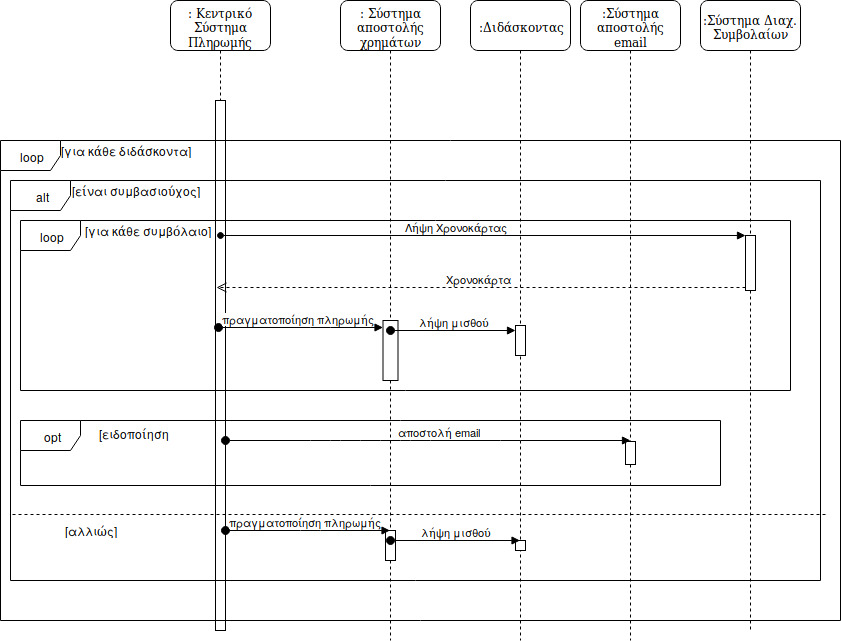 : Κεντρικό
Σύστημα
Πληρωμής
: Σύστημα
αποστολής
χρημάτων
:Διδάσκοντας
:Σύστημα
αποστολής
email
:Σύστημα Διαχ.
Συμβολαίων
loop
[για κάθε διδάσκοντα]
alt
[είναι συμβασιούχος]
loop
[για κάθε συμβόλαιο]
Λήψη Χρονοκάρτας
Χρονοκάρτα
πραγματοποίηση πληρωμής
λήψη μισθού
opt
[ειδοποίηση
αποστολή email
[αλλιώς]
πραγματοποίηση πληρωμής
λήψη μισθού